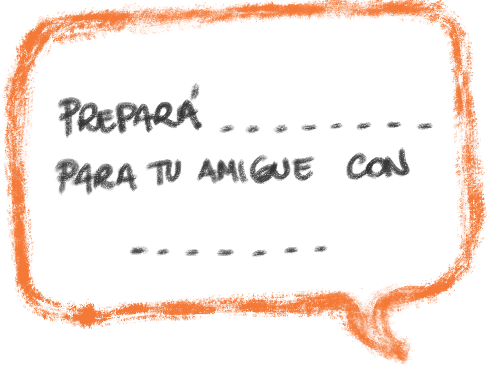 PREPARÁ _ _ _ _ _ _ _ _
PARA TU AMIGUE CON
_ _ _ _ _ _ _